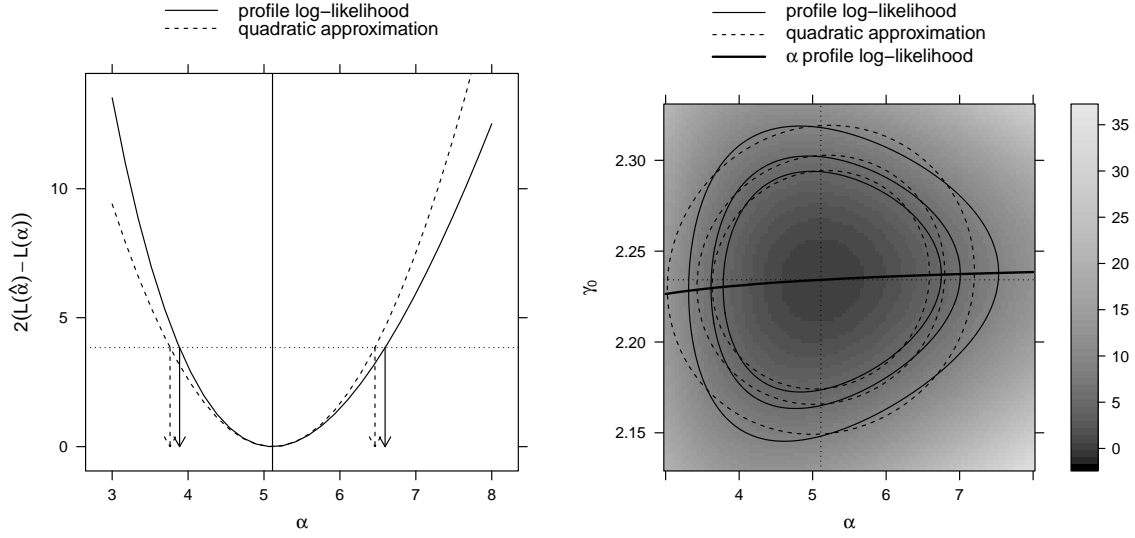 profile log−likelihood
quadratic approximation
2(L(α̂) − L(α))
10
5
0
3 4 5 6 7 8
α
profile log−likelihood
quadratic approximation
α profile log−likelihood
γ0
2.30
2.25
2.20
2.15
4 5 6 7
α
35
30
25
20
15
10
5
0